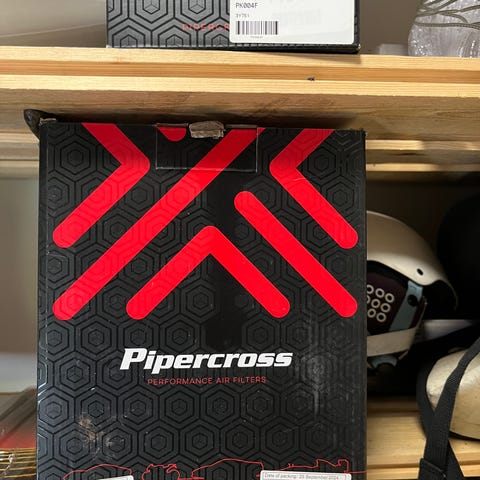 PK004F
Pipercross
PERFORMANCE AIR FILTERS
Date of packing: 25 September 2024